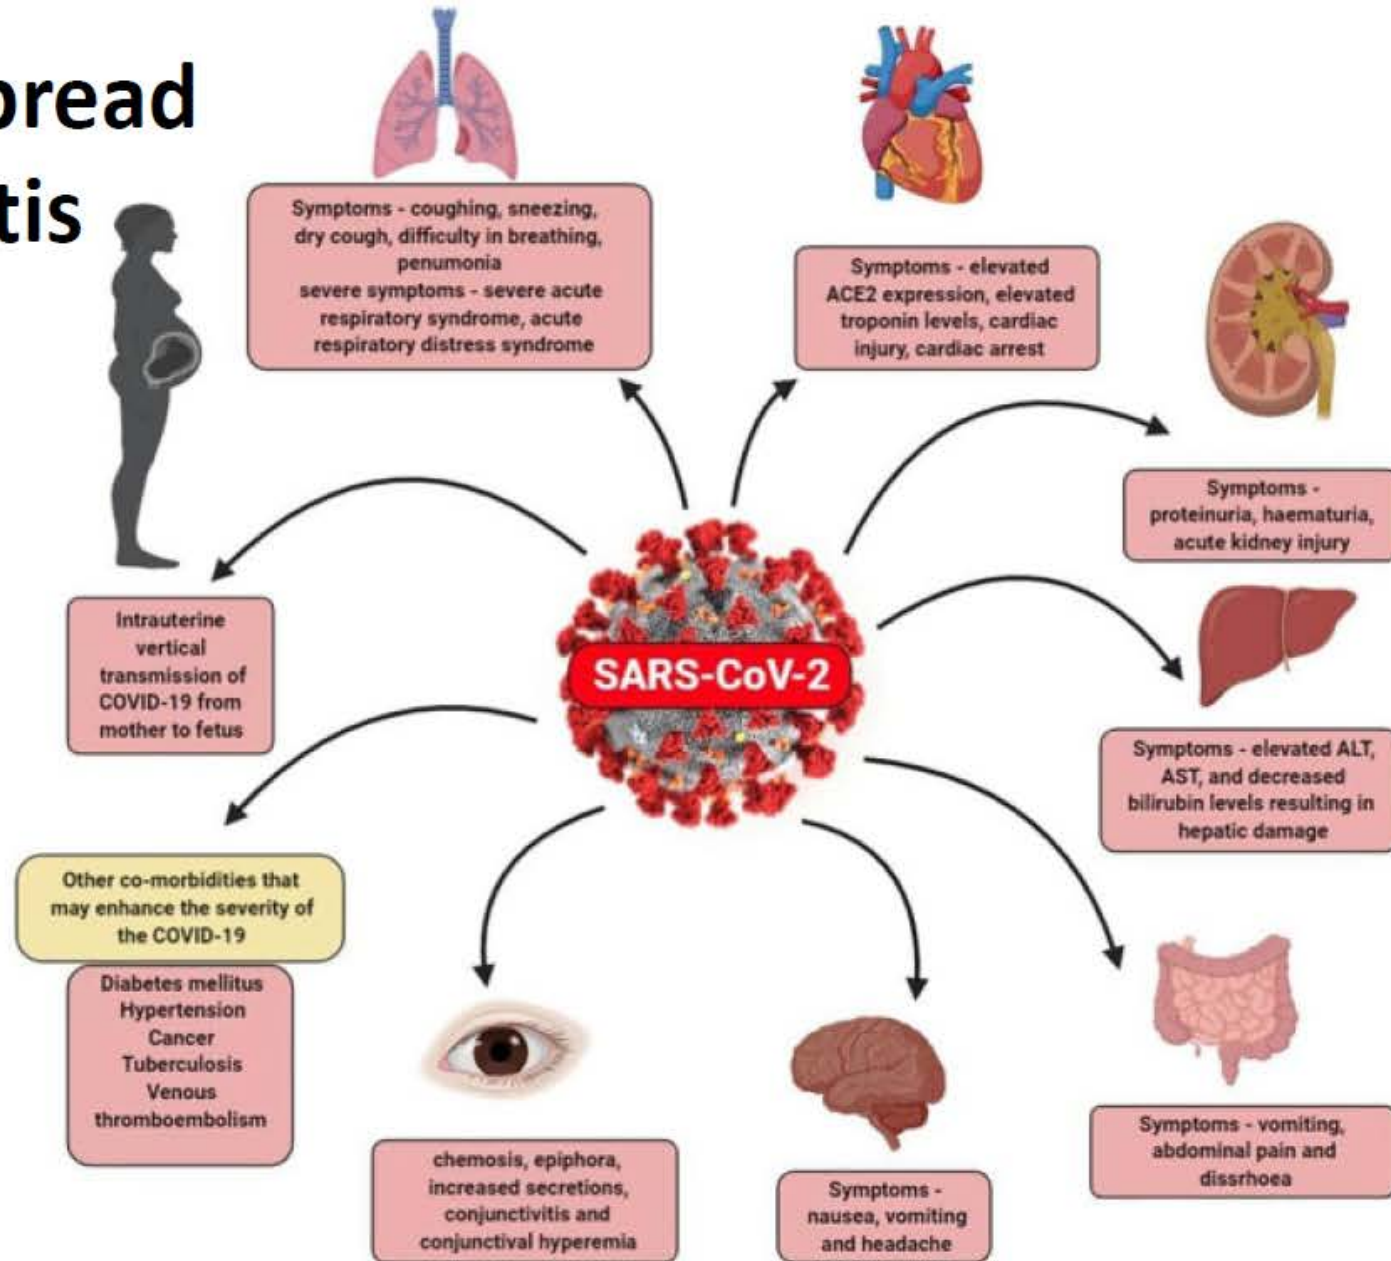 pread
tis
Symptoms - coughing, sneezing,
dry cough, difficulty in breathing,
penumonia
severe symptoms - severe acute
respiratory syndrome, acute
respiratory distress syndrome
Symptoms - elevated
ACE2 expression, elevated
troponin levels, cardiac
injury, cardiac arrest
Symptoms -
proteinuria, haematuria,
acute kidney injury
Intrauterine
vertical
transmission of
COVID-19 from
mother to fetus
SARS-CoV-2
Symptoms - elevated ALT,
AST, and decreased
bilirubin levels resulting in
hepatic damage
Other co-morbidities that
may enhance the severity of
the COVID-19
Diabetes mellitus
Hypertension
Cancer
Tuberculosis
Venous
thromboembolism
chemosis, epiphora,
increased secretions,
conjunctivitis and
conjunctival hyperemia
Symptoms -
nausea, vomiting
and headache
Symptoms - vomiting,
abdominal pain and
dissrhoea